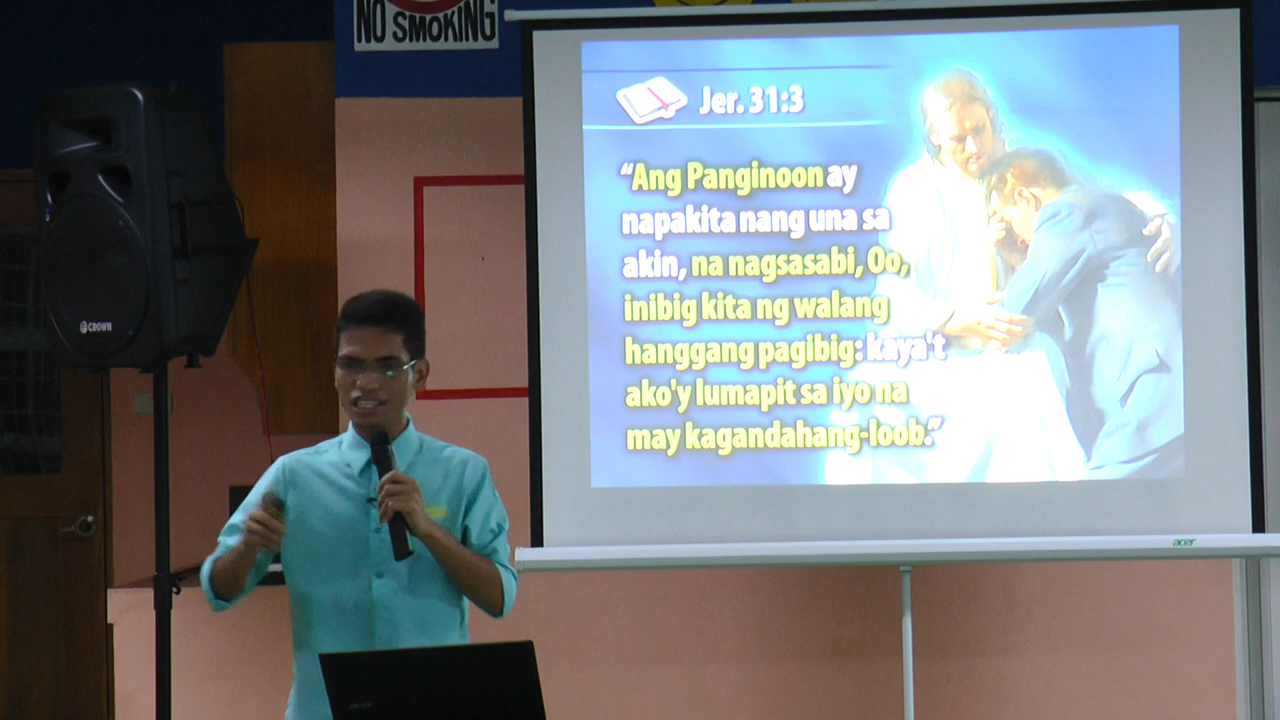 NO SMOKING
Jer. 31:3
“Ang Panginoon ay
napakita nang una sa
akin, na nagsasabi, Oo,
inibig kita ng walang
hanggang pagibig: kaya't
ako'y lumapit sa iyo na
may kagandahang-loob.”
CROWN
acer
acer